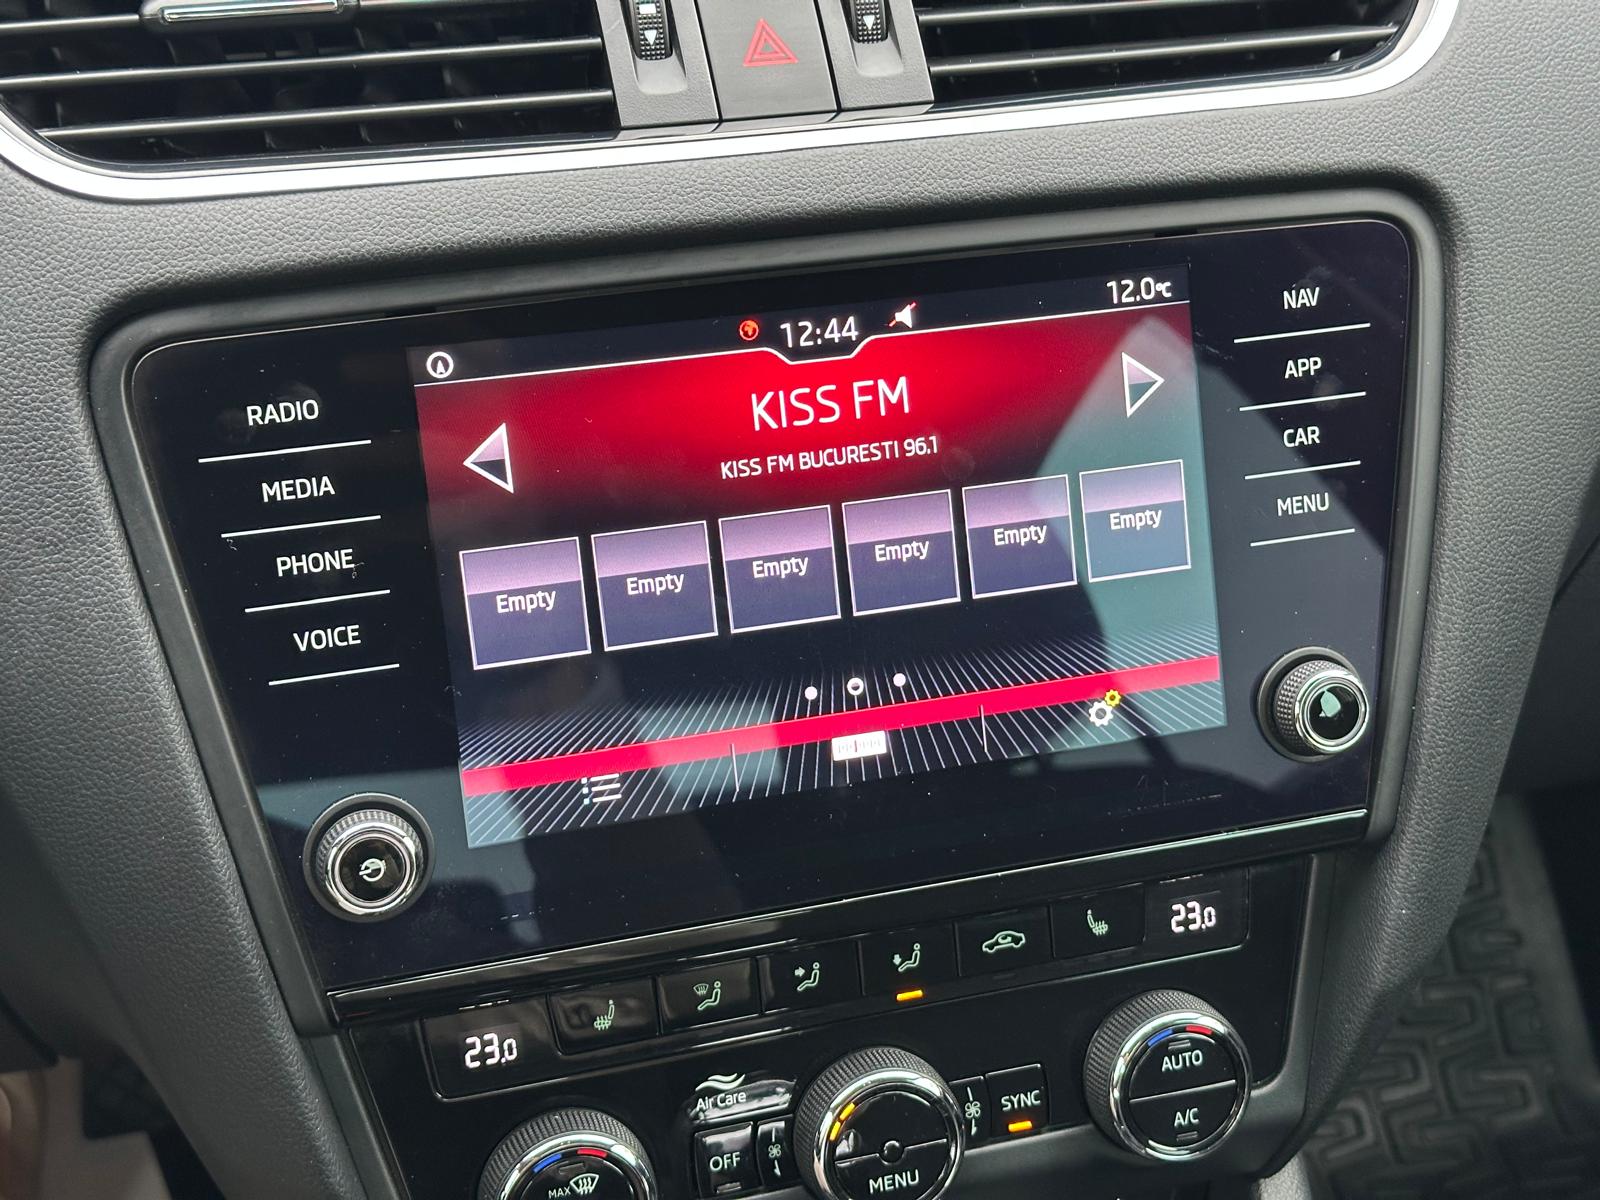 12:44
12.0°C
KISS FM
KISS FM BUCURESTI 96.1
Empty
Empty
Empty
Empty
Empty
Empty
RADIO
MEDIA
PHONE
VOICE
NAV
APP
CAR
MENU
23.0
23.0
Air Care
OFF
MENU
SYNC
AUTO
A/C
MAX